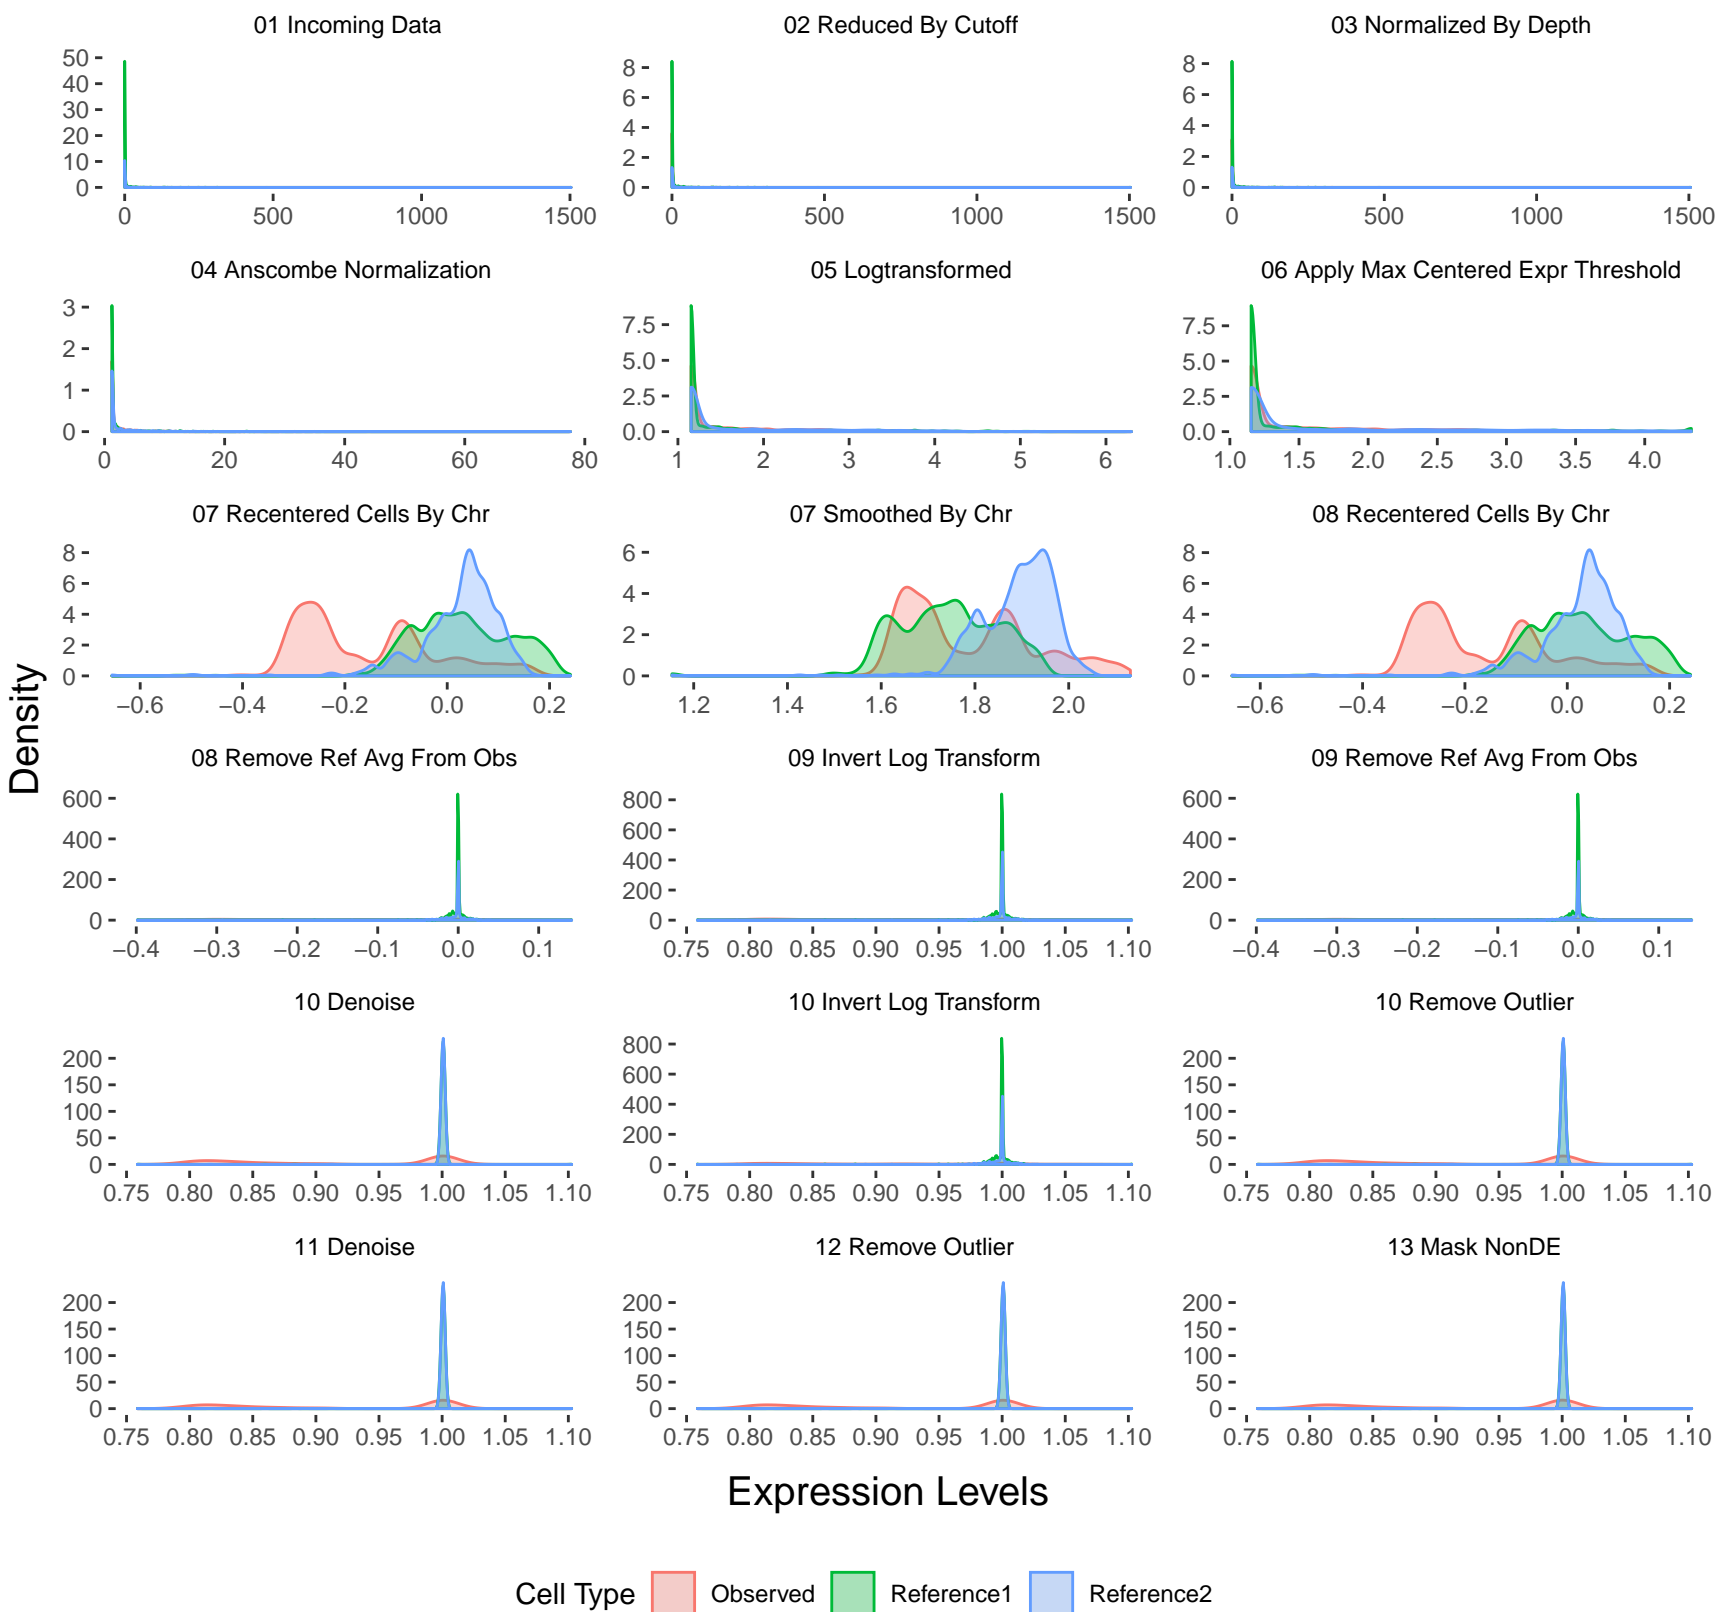 01 Incoming Data 02 Reduced By Cutoff 03 Normalized By Depth
50 40 30 20 10 0
8 6 4 2 0
8 6 4 2 0
0 500 1000 1500 0 500 1000 1500 0 500 1000 1500
04 Anscombe Normalization 05 Logtransformed 06 Apply Max Centered Expr Threshold
3 2 1 0
7.5 5.0 2.5 0.0
7.5 5.0 2.5 0.0
0 20 40 60 80 1 2 3 4 5 6 1.0 1.5 2.0 2.5 3.0 3.5 4.0
07 Recentered Cells By Chr 07 Smoothed By Chr 08 Recentered Cells By Chr
8 6 4 2 0
6 4 2 0
8 6 4 2 0
−0.6 −0.4 −0.2 0.0 0.2 1.2 1.4 1.6 1.8 2.0 −0.6 −0.4 −0.2 0.0 0.2
Density
08 Remove Ref Avg From Obs 09 Invert Log Transform 09 Remove Ref Avg From Obs
600 400 200 0
800 600 400 200 0
600 400 200 0
−0.4 −0.3 −0.2 −0.1 0.0 0.1 0.75 0.80 0.85 0.90 0.95 1.00 1.05 1.10 −0.4 −0.3 −0.2 −0.1 0.0 0.1
10 Denoise 10 Invert Log Transform 10 Remove Outlier
200 150 100 50 0
800 600 400 200 0
200 150 100 50 0
0.75 0.80 0.85 0.90 0.95 1.00 1.05 1.10 0.75 0.80 0.85 0.90 0.95 1.00 1.05 1.10 0.75 0.80 0.85 0.90 0.95 1.00 1.05 1.10
11 Denoise 12 Remove Outlier 13 Mask NonDE
200 150 100 50 0
200 150 100 50 0
200 150 100 50 0
0.75 0.80 0.85 0.90 0.95 1.00 1.05 1.10 0.75 0.80 0.85 0.90 0.95 1.00 1.05 1.10 0.75 0.80 0.85 0.90 0.95 1.00 1.05 1.10
Expression Levels
Cell Type Observed Reference1 Reference2